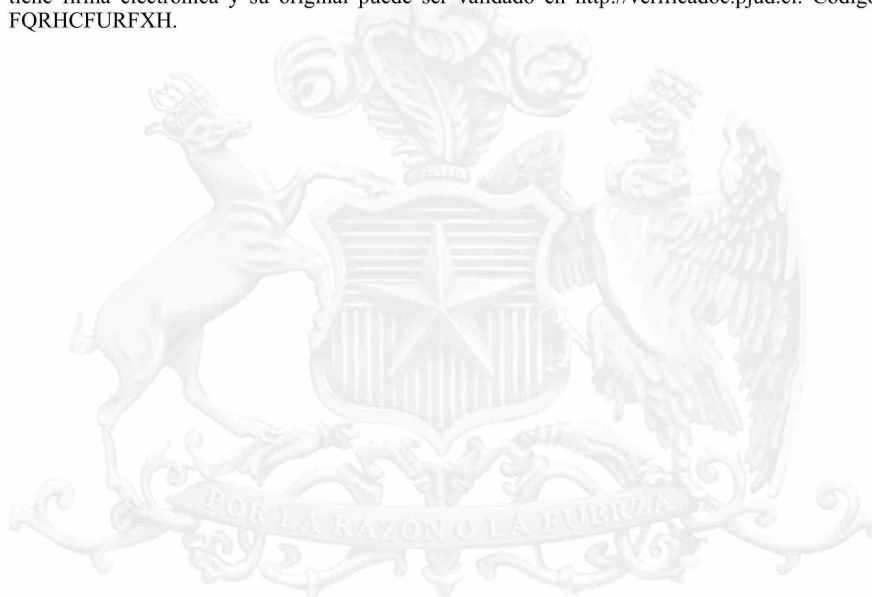 tiene firma electrónica y su original puede ser validado en http://verificadoc.pjud.cl. Código:
FQRHCFURFXH.
POR LA RAZON O LA FUERZA